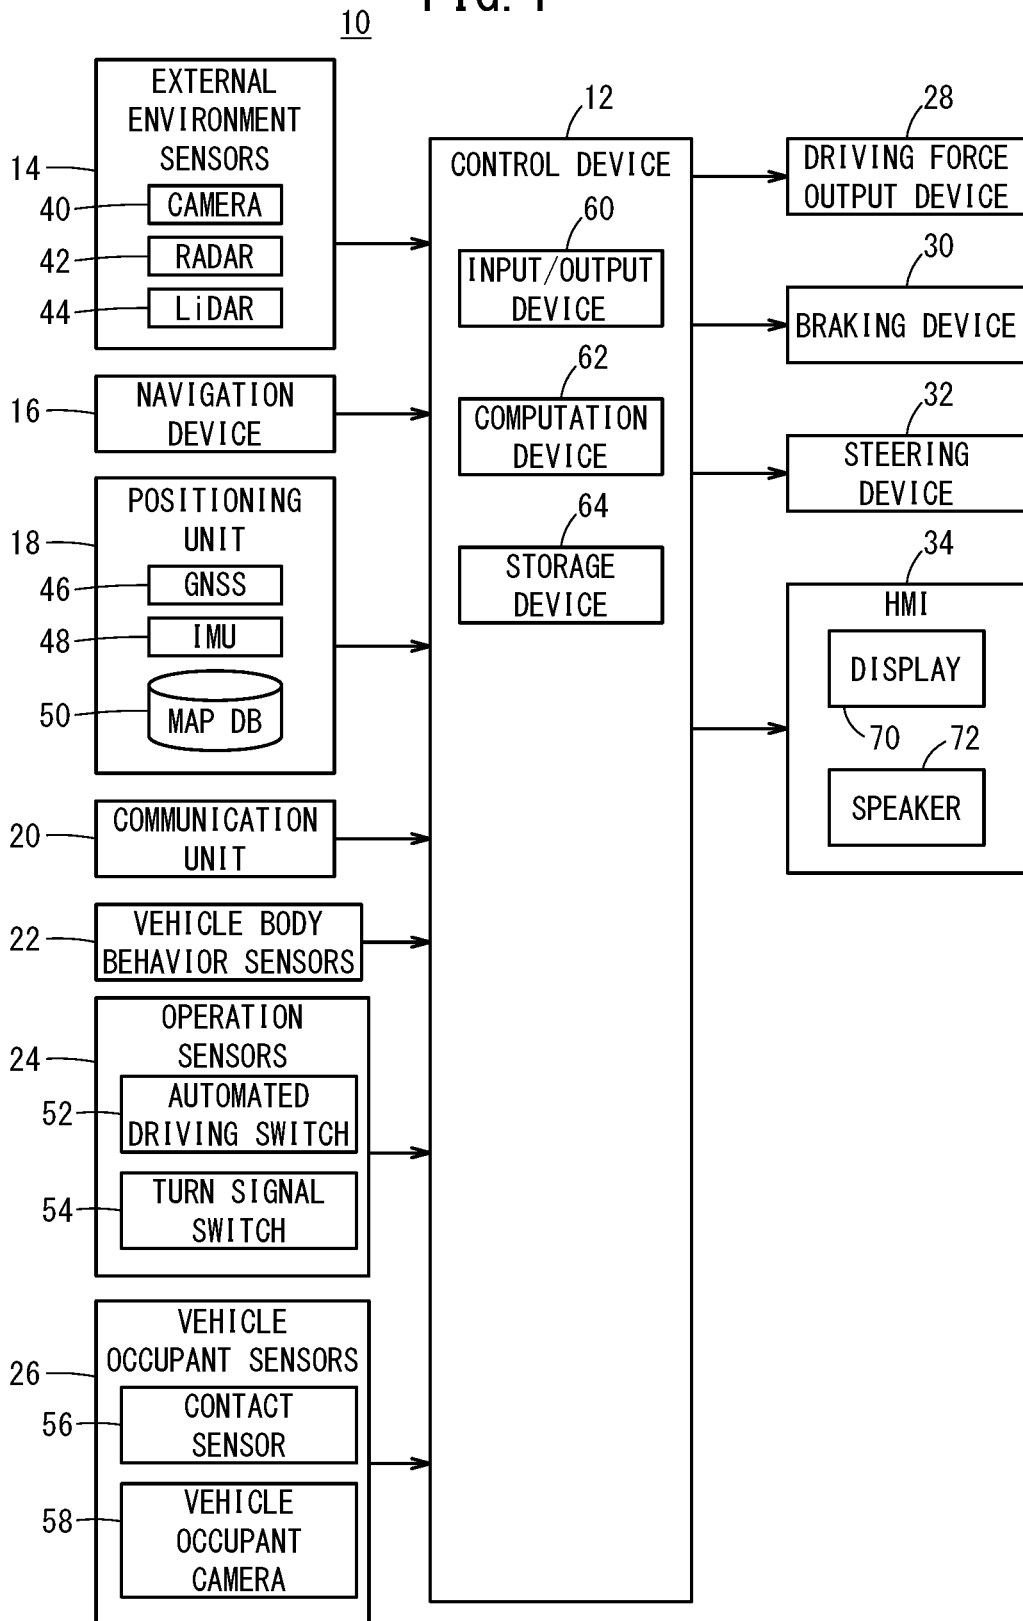 10
EXTERNAL
ENVIRONMENT
SENSORS
14
40
CAMERA
42
RADAR
44
LiDAR
16
NAVIGATION
DEVICE
POSITIONING
UNIT
18
46
GNSS
48
IMU
50
MAP DB
20
COMMUNICATION
UNIT
22
VEHICLE BODY
BEHAVIOR SENSORS
OPERATION
SENSORS
24
52
AUTOMATED
DRIVING SWITCH
54
TURN SIGNAL
SWITCH
VEHICLE
OCCUPANT SENSORS
26
56
CONTACT
SENSOR
58
VEHICLE
OCCUPANT
CAMERA
12
CONTROL DEVICE
60
INPUT/OUTPUT
DEVICE
62
COMPUTATION
DEVICE
64
STORAGE
DEVICE
28
DRIVING FORCE
OUTPUT DEVICE
30
BRAKING DEVICE
32
STEERING
DEVICE
34
HMI
DISPLAY
70
72
SPEAKER